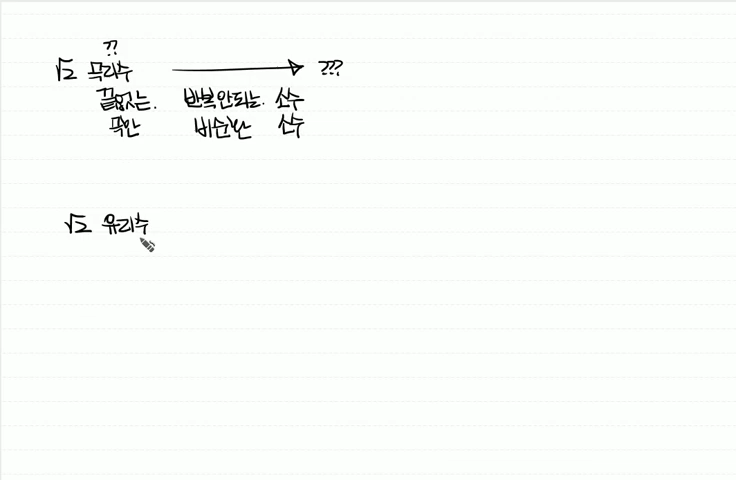 ??
√2 무리수 → ???
끝없는. 반복안되는. 소수
무한 비순환 소수
√2 유리수